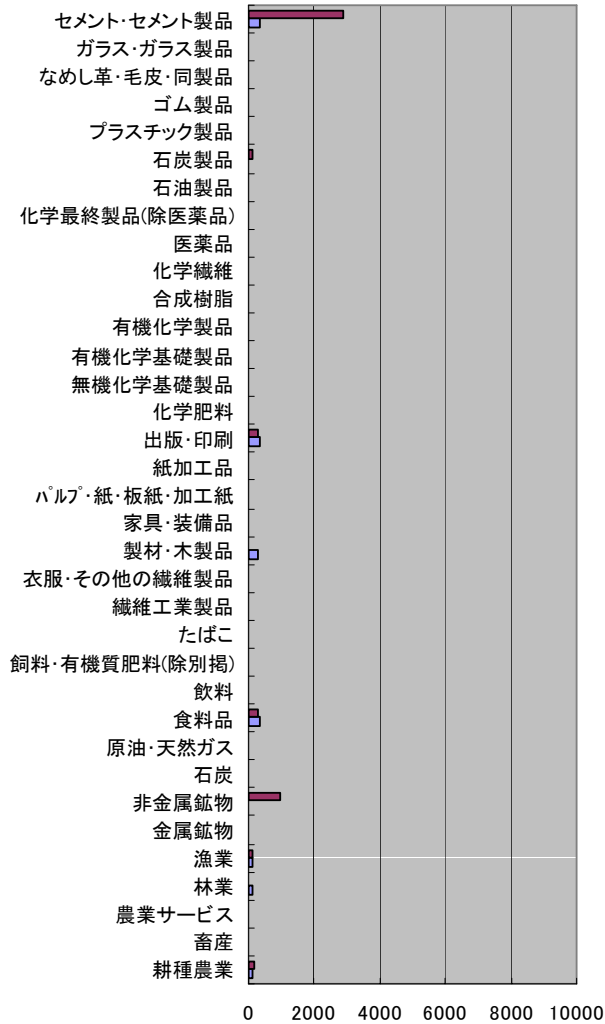 セメント･セメント製品
ガラス･ガラス製品
なめし革･毛皮･同製品
ゴム製品
プラスチック製品
石炭製品
石油製品
化学最終製品(除医薬品)
医薬品
化学繊維
合成樹脂
有機化学製品
有機化学基礎製品
無機化学基礎製品
化学肥料
出版･印刷
紙加工品
ﾊﾟﾙﾌﾟ･紙･板紙･加工紙
家具･装備品
製材･木製品
衣服･その他の繊維製品
繊維工業製品
たばこ
飼料･有機質肥料(除別掲)
飲料
食料品
原油･天然ガス
石炭
非金属鉱物
金属鉱物
漁業
林業
農業サービス
畜産
耕種農業
0 2000 4000 6000 8000 10000